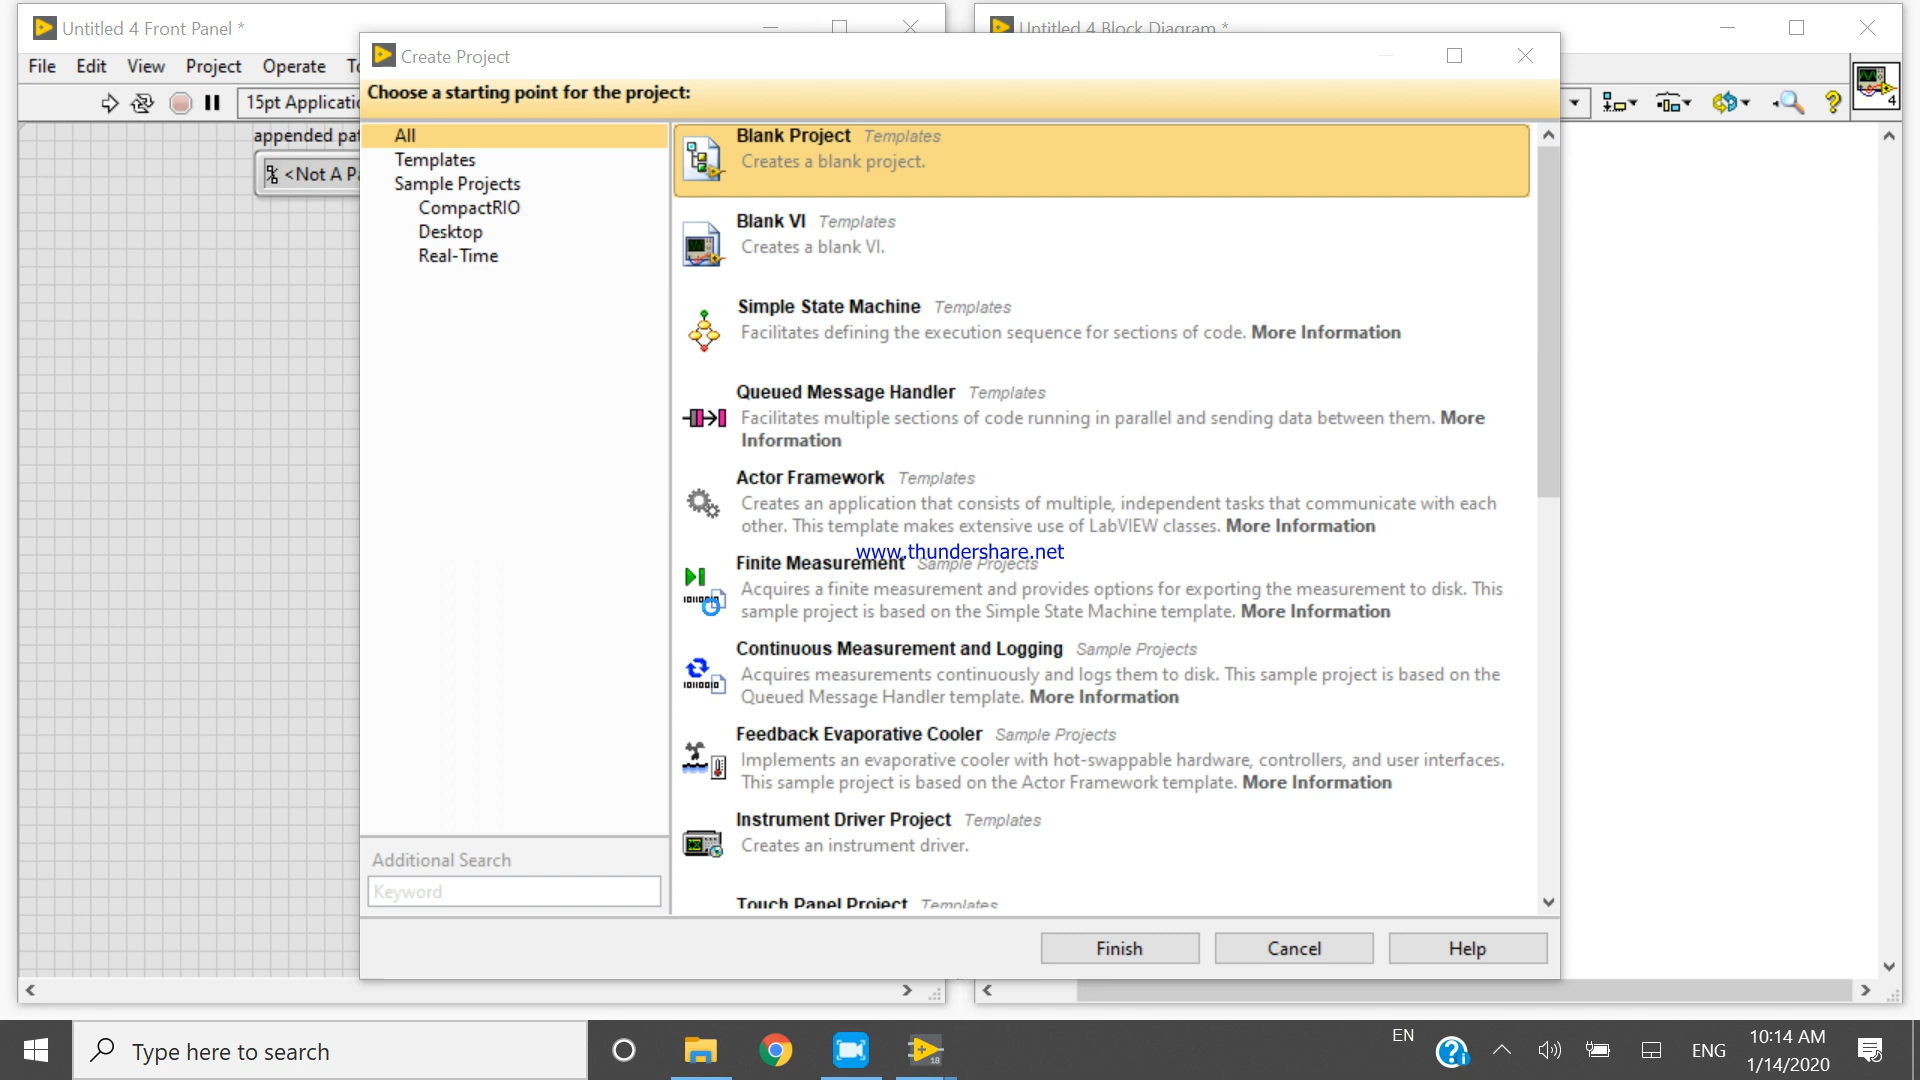 Untitled 4 Front Panel *
Untitled 4 Block Diagram *
File Edit View Project Operate
15pt
appended
<Not A
4
Create Project
Choose a starting point for the project:
All
Templates
Sample Projects
CompactRIO
Desktop
Real-Time
Additional Search
Keyword
Blank Project Templates
Creates a blank project.
Blank VI Templates
Creates a blank VI.
Simple State Machine Templates
Facilitates defining the execution sequence for sections of code. More Information
Queued Message Handler Templates
Facilitates multiple sections of code running in parallel and sending data between them. More
Information
Actor Framework Templates
Creates an application that consists of multiple, independent tasks that communicate with each
other. This template makes extensive use of LabVIEW classes. More Information
www.thundershare.net
Finite Measurement Sample Projects
Acquires a finite measurement and provides options for exporting the measurement to disk. This
sample project is based on the Simple State Machine template. More Information
Continuous Measurement and Logging Sample Projects
Acquires measurements continuously and logs them to disk. This sample project is based on the
Queued Message Handler template. More Information
Feedback Evaporative Cooler Sample Projects
Implements an evaporative cooler with hot-swappable hardware, controllers, and user interfaces.
This sample project is based on the Actor Framework template. More Information
Instrument Driver Project Templates
Creates an instrument driver.
Touch Panel Project Templates
Finish Cancel Help
Type here to search
18
EN
ENG
10:14 AM
1/14/2020